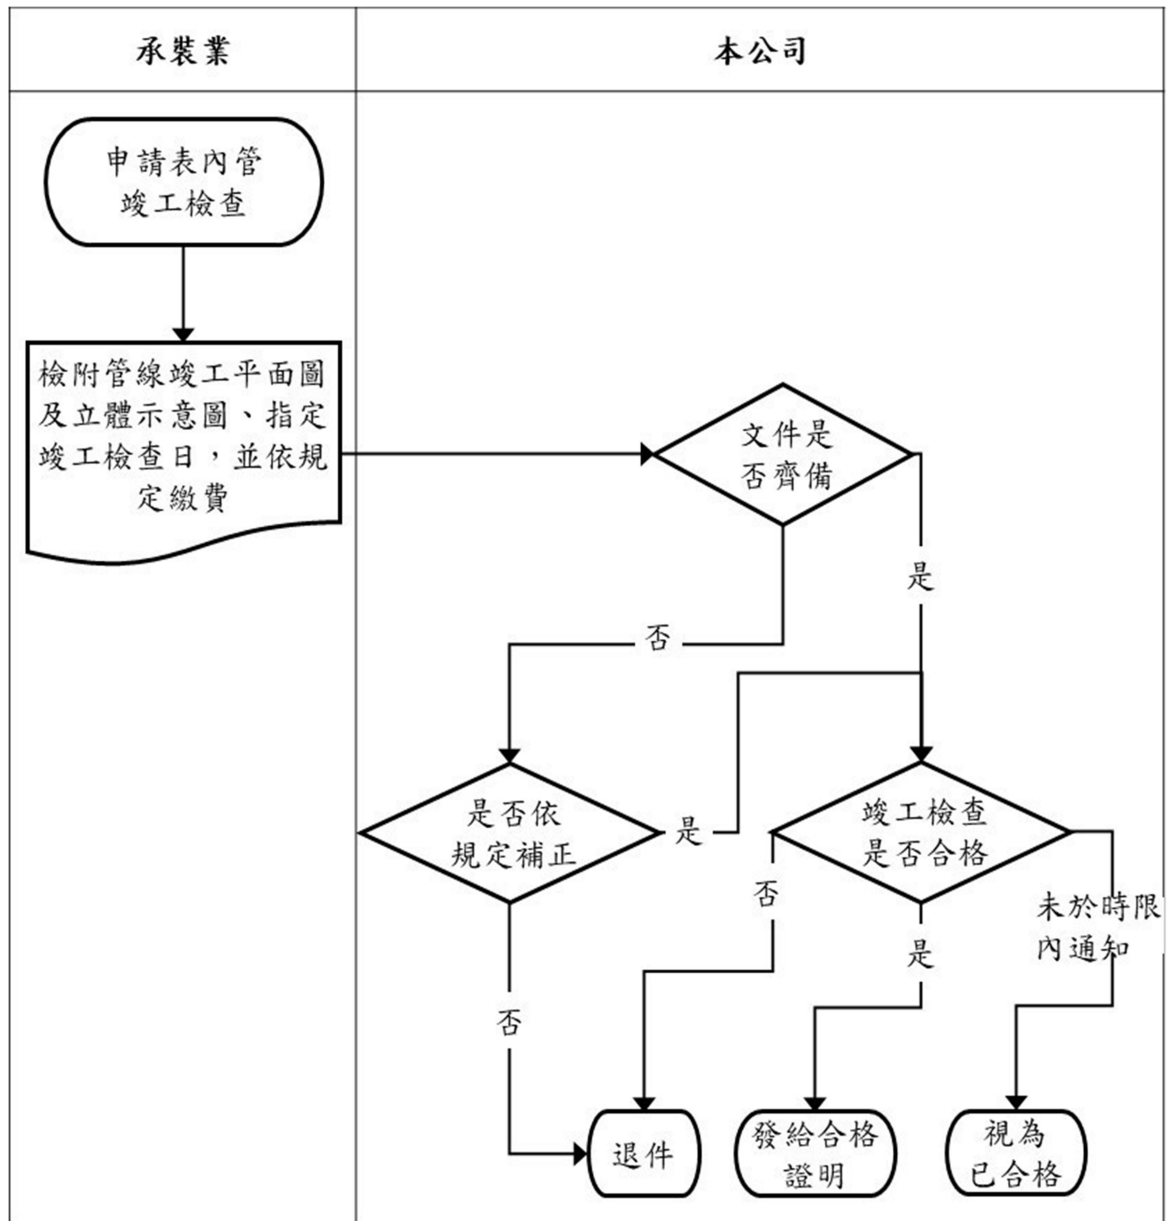 承裝業
本公司
申請表內管
竣工檢查
檢附管線竣工平面圖
及立體示意圖、指定
竣工檢查日，並依規
定繳費
文件是
否齊備
是
否
是否依
規定補正
是
竣工檢查
是否合格
否
未於時限
內通知
是
否
退件
發給合格
證明
視為
已合格